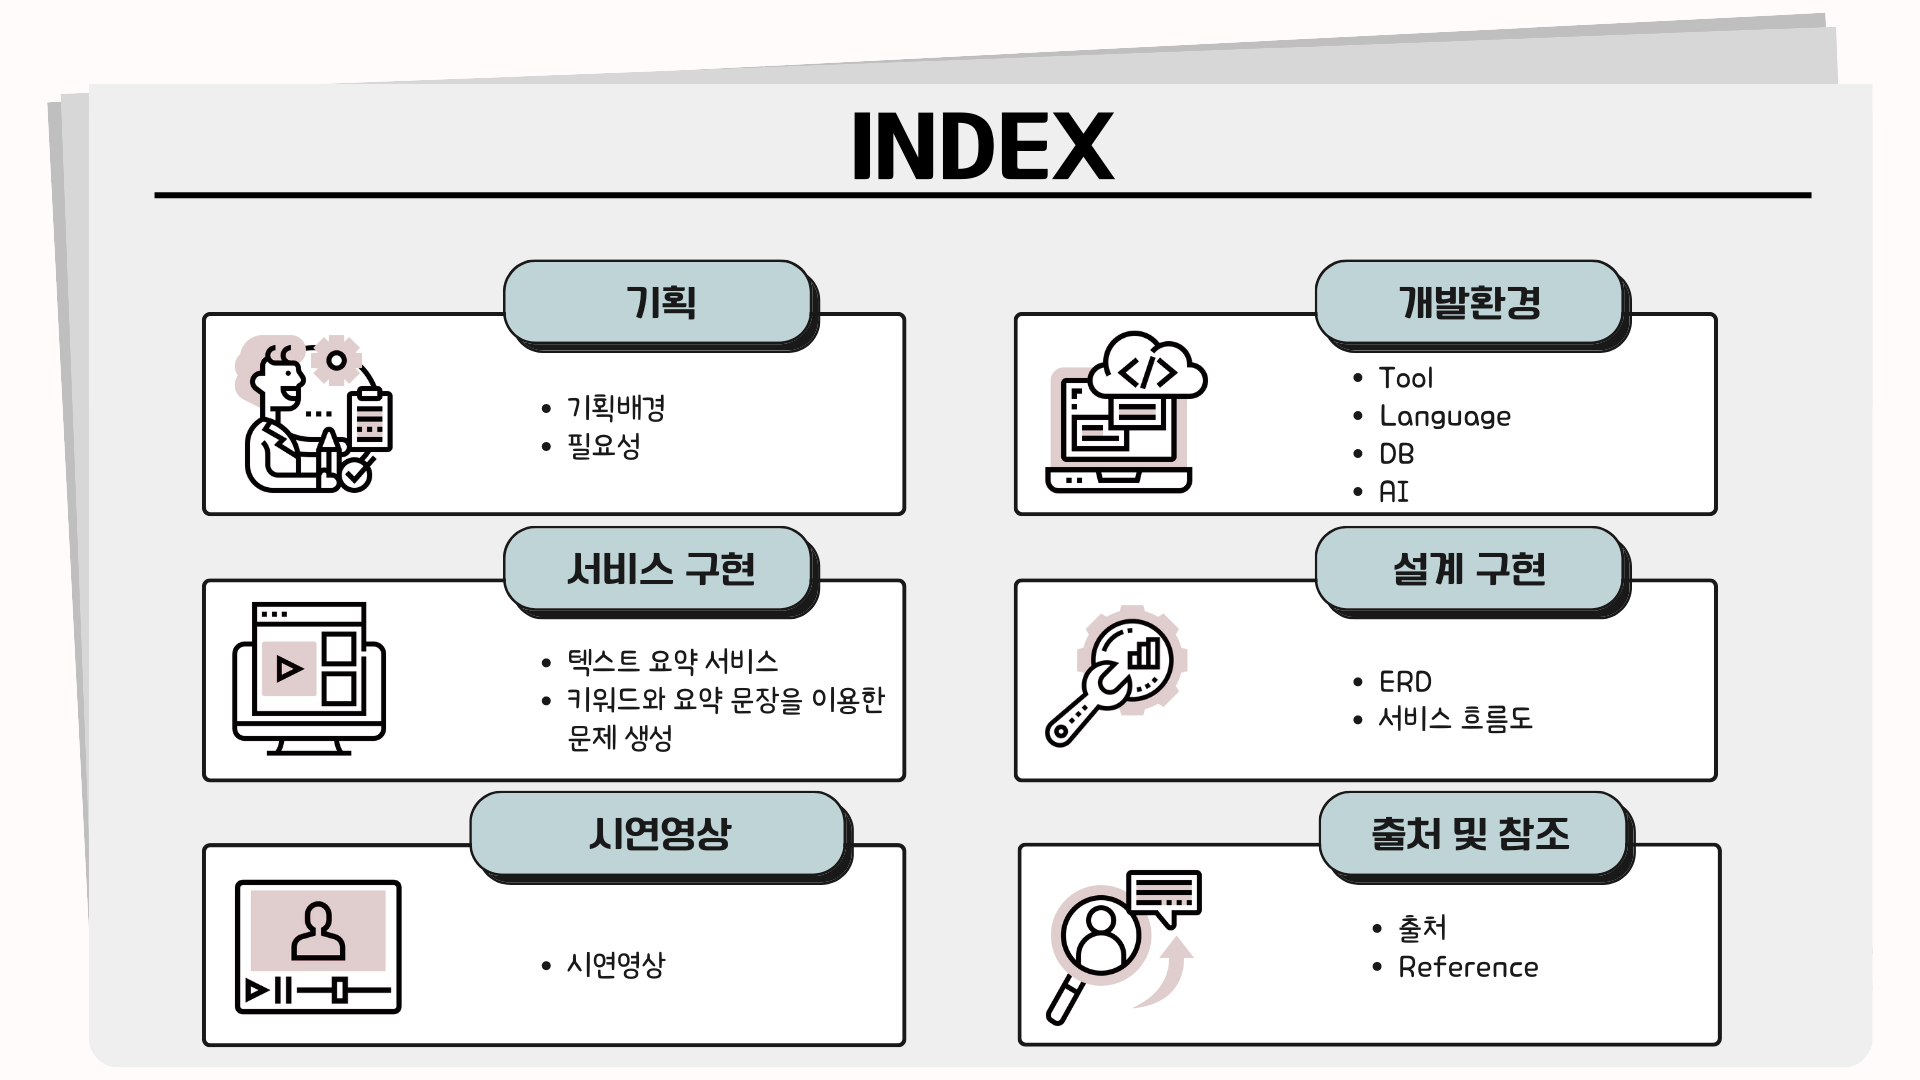 INDEX
기획
기획배경
필요성
개발환경
Tool
Language
DB
AI
서비스 구현
텍스트 요약 서비스
키워드와 요약 문장을 이용한
문제 생성
설계 구현
ERD
서비스 흐름도
시연영상
시연영상
출처 및 참조
출처
Reference